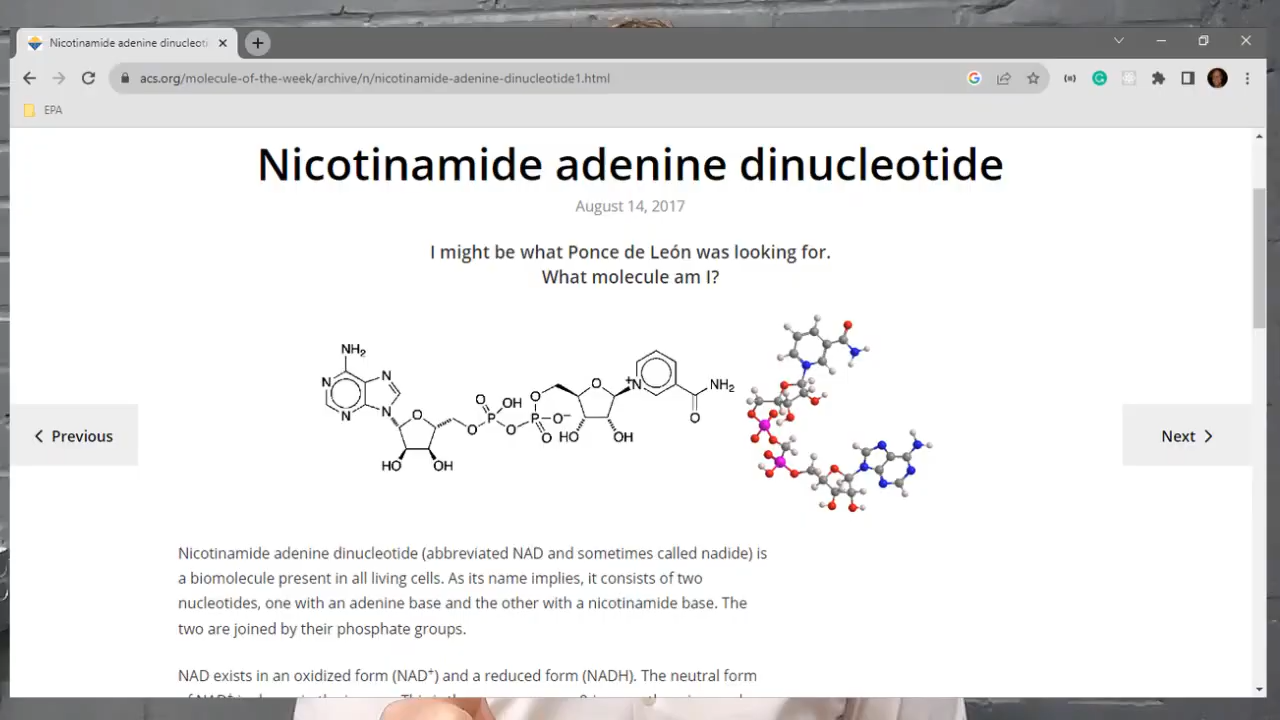 Nicotinamide adenine dinucleoti
acs.org/molecule-of-the-week/archive/n/nicotinamide-adenine-dinucleotide1.html
EPA
Nicotinamide adenine dinucleotide
August 14, 2017
I might be what Ponce de León was looking for.
What molecule am I?
NH₂
N
N
N
N
O
HO
OH
O
O
P
OH
O
O
P
O⁻
O
O
HO
OH
⁺N
NH₂
O
Previous
Next
Nicotinamide adenine dinucleotide (abbreviated NAD and sometimes called nadide) is
a biomolecule present in all living cells. As its name implies, it consists of two
nucleotides, one with an adenine base and the other with a nicotinamide base. The
two are joined by their phosphate groups.
NAD exists in an oxidized form (NAD⁺) and a reduced form (NADH). The neutral form